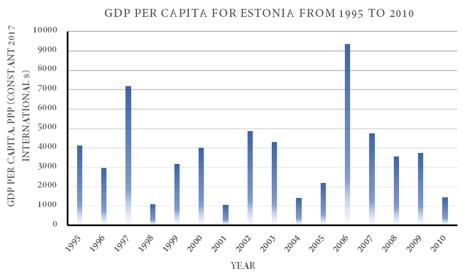 GDP PER CAPITA FOR ESTONIA FROM 1995 TO 2010
GDP PER CAPITA, PPP (CONSTANT 2017
INTERNATIONAL $)
10000
9000
8000
7000
6000
5000
4000
3000
2000
1000
0
1995 1996 1997 1998 1999 2000 2001 2002 2003 2004 2005 2006 2007 2008 2009 2010
YEAR